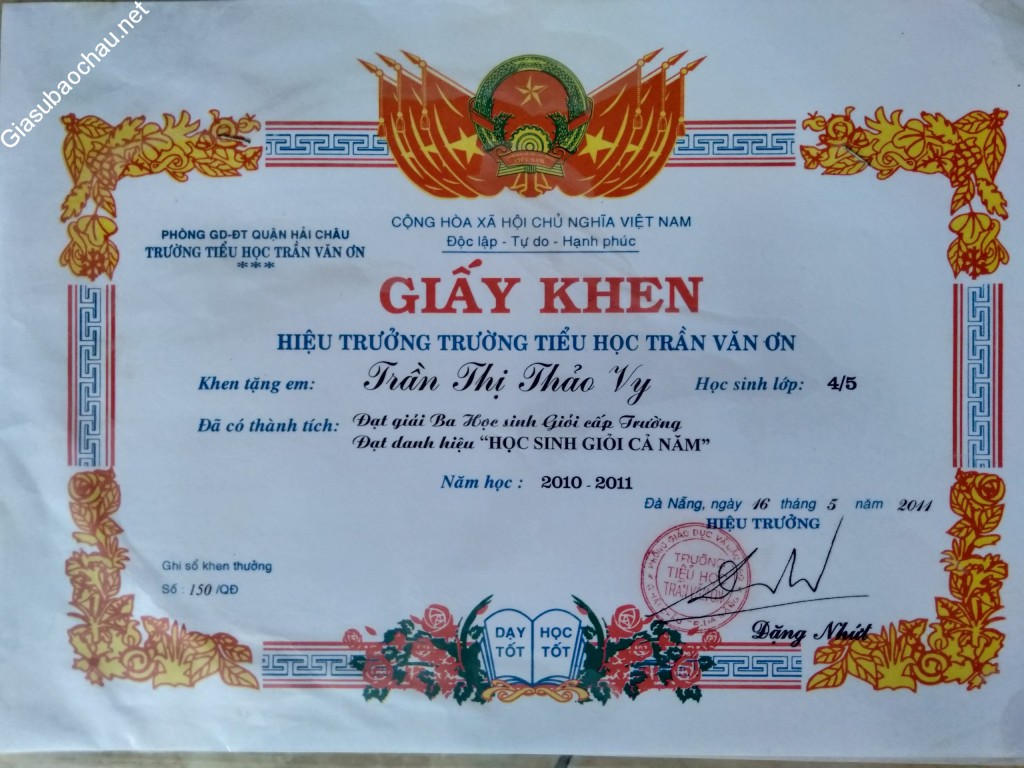 Giasubaochau.net
VIỆT NAM
CỘNG HÒA XÃ HỘI CHỦ NGHĨA VIỆT NAM
Độc lập - Tự do - Hạnh phúc
PHÒNG GD-ĐT QUẬN HẢI CHÂU
TRƯỜNG TIỂU HỌC TRẦN VĂN ƠN
***
GIẤY KHEN
HIỆU TRƯỞNG TRƯỜNG TIỂU HỌC TRẦN VĂN ƠN
Khen tặng em: Trần Thị Thảo Vy Học sinh lớp: 4/5
Đã có thành tích: Đạt giải Ba Học sinh Giỏi cấp Trường
Đạt danh hiệu “HỌC SINH GIỎI CẢ NĂM”
Năm học : 2010 - 2011
Đà Nẵng, ngày 16 tháng 5 năm 2011
HIỆU TRƯỞNG
TRƯỜNG
TIỂU HỌC
TRẦN VĂN ƠN
Đặng Nhứt
Ghi sổ khen thưởng
Số : 150 /QĐ
DẠY TỐT
HỌC TỐT